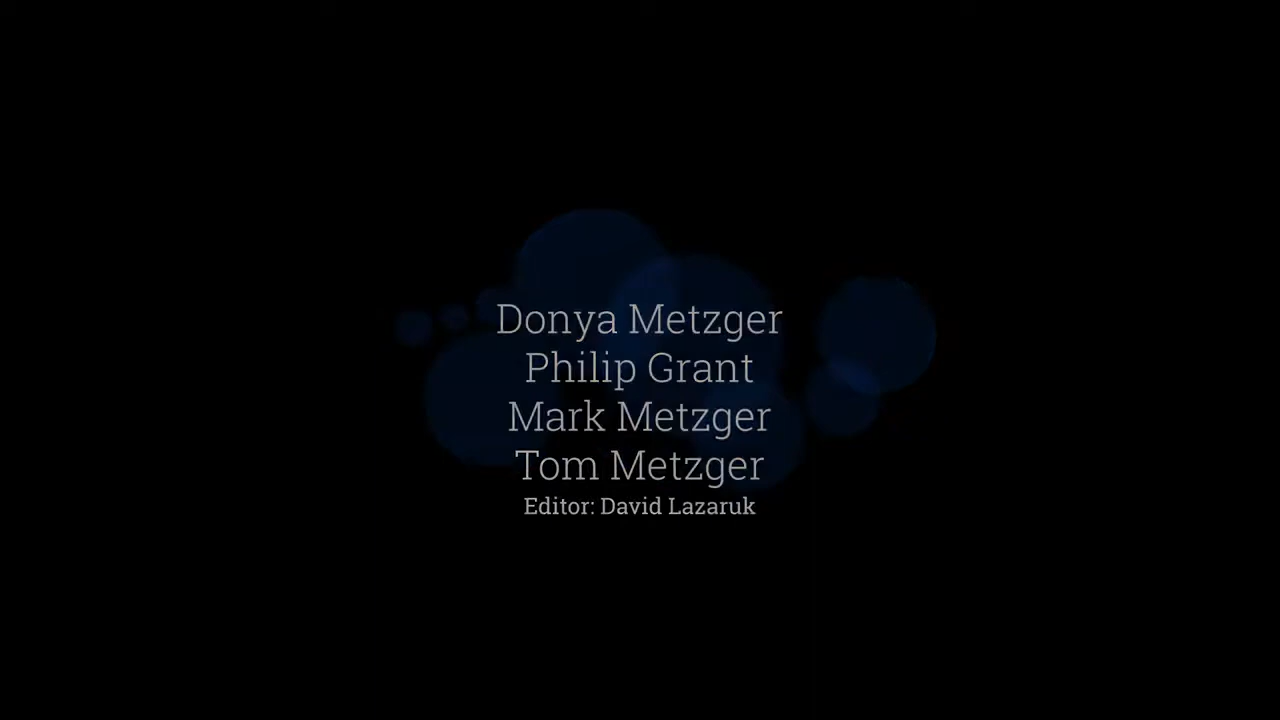 Donya Metzger
Philip Grant
Mark Metzger
Tom Metzger
Editor: David Lazaruk